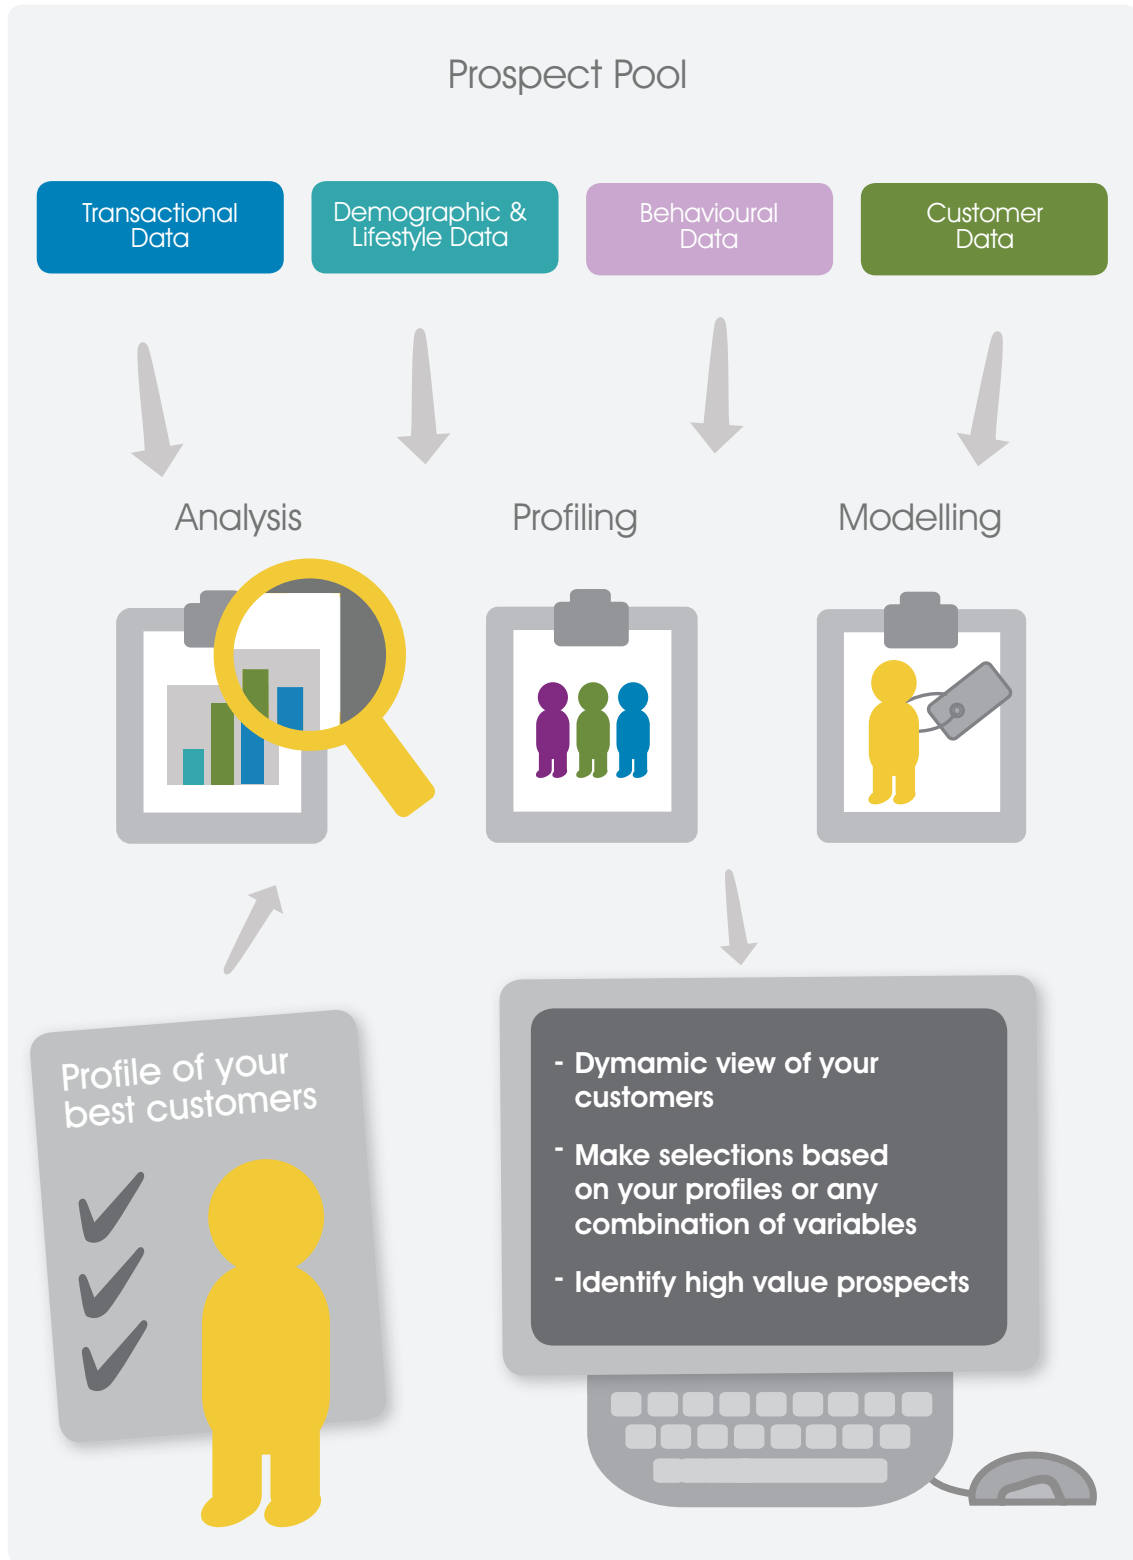 Prospect Pool
Transactional
Data
Demographic &
Lifestyle Data
Behavioural
Data
Customer
Data
Analysis
Profiling
Modelling
Profile of your
best customers
- Dymamic view of your
customers
- Make selections based
on your profiles or any
combination of variables
- Identify high value prospects